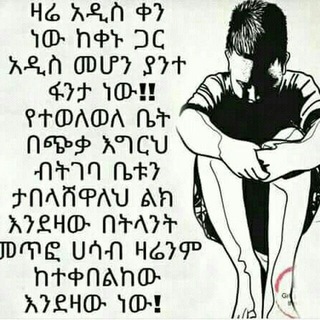 ዛሬ አዲስ ቀን
ነው ከቀኑ ጋር
አዲስ መሆን ያንተ
ፋንታ ነው!!
የተወለወለ ቤት
በጭቃ እግርህ
ብትገባ ቤቱን
ታበላሸዋለህ ልክ
እንደዛው በትላንት
መጥፎ ሀሳብ ዛሬንም
ከተቀበልከው
እንደዛው ነው!